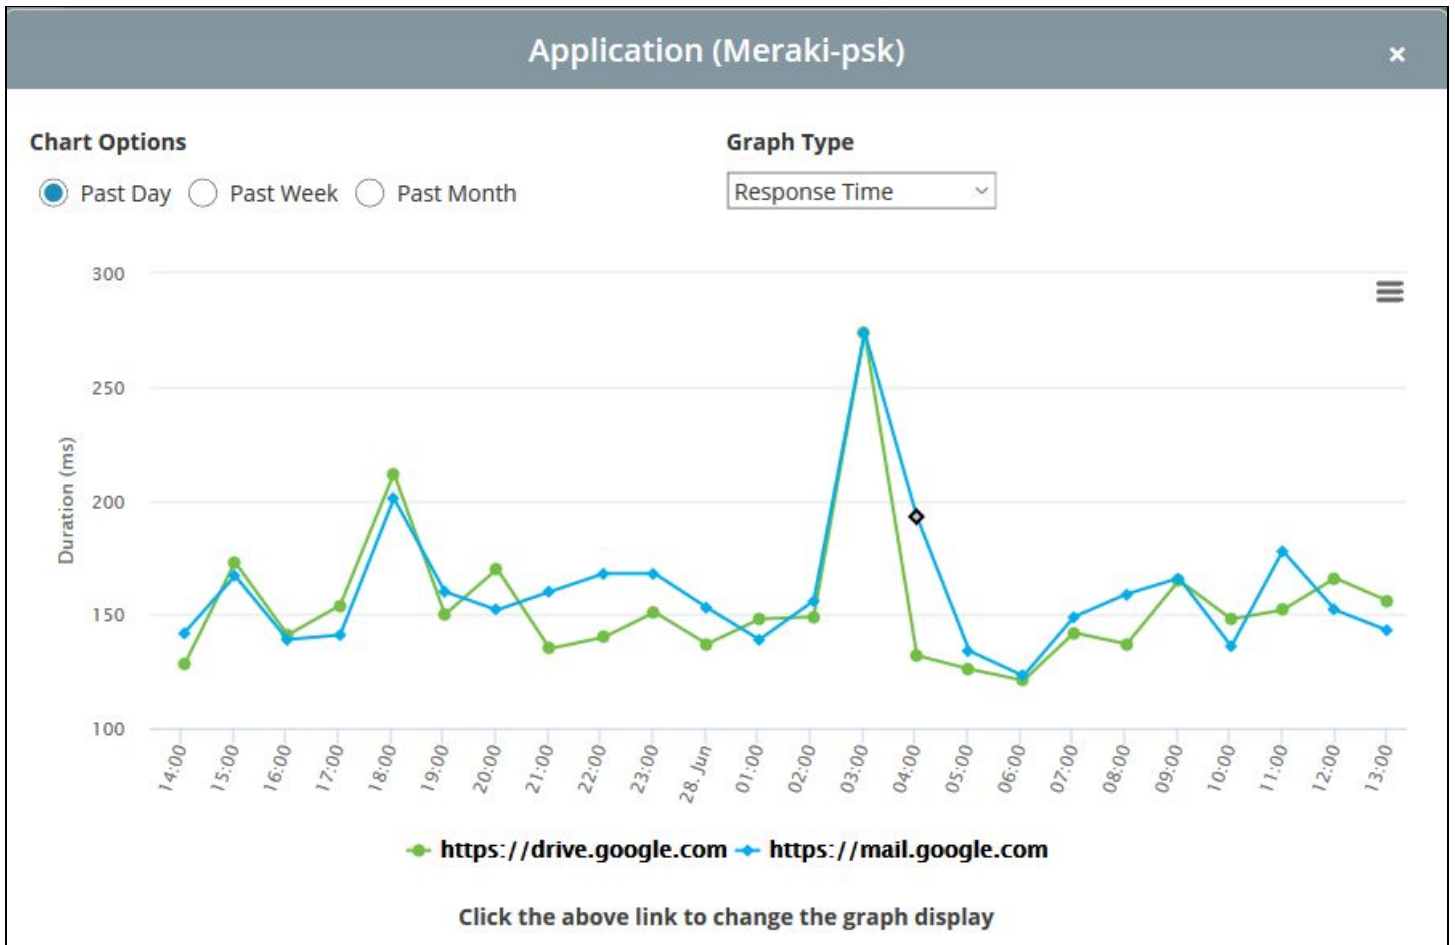 Application (Meraki-psk) ×
Chart Options
Graph Type
Past Day Past Week Past Month
Response Time
300
250
200
150
100
Duration (ms)
14:00 15:00 16:00 17:00 18:00 19:00 20:00 21:00 22:00 23:00 28. Jun 01:00 02:00 03:00 04:00 05:00 06:00 07:00 08:00 09:00 10:00 11:00 12:00 13:00
https://drive.google.com https://mail.google.com
Click the above link to change the graph display